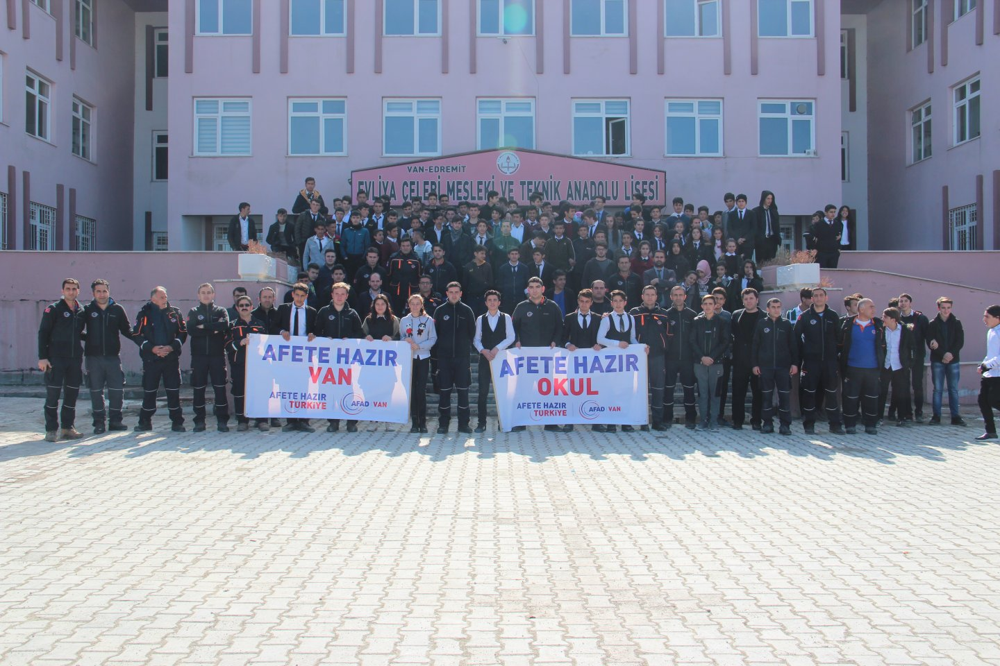 VAN-EDREMİT
EVLİYA ÇELEBİ MESLEKİ VE TEKNİK ANADOLU LİSESİ
AFETE HAZIR
VAN
AFETE HAZIR
TÜRKİYE
AFAD VAN
AFETE HAZIR
OKUL
AFETE HAZIR
TÜRKİYE
AFAD VAN